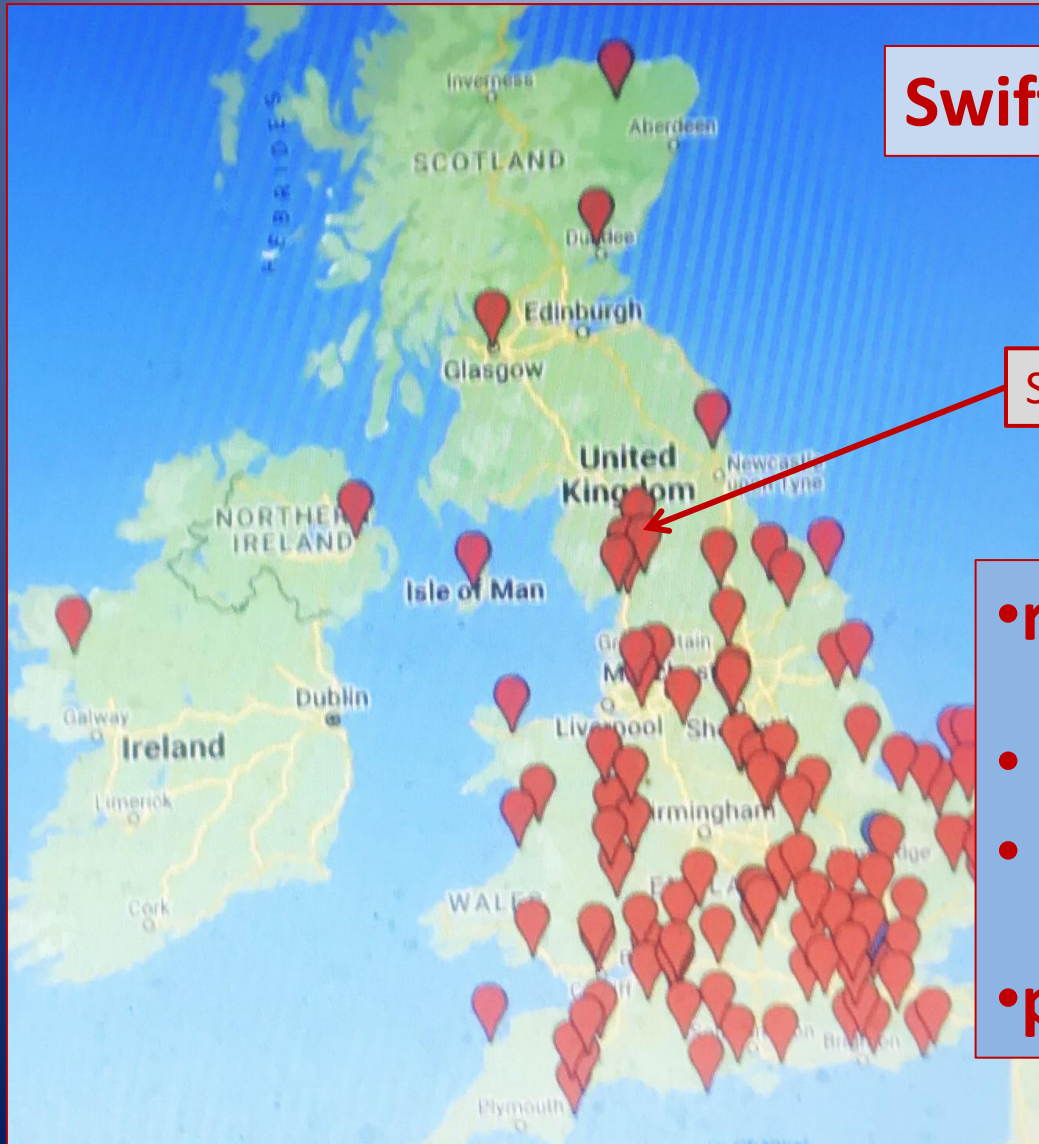 Swif
Inverness
Aberdeen
SCOTLAND
HEBRIDES
Dundee
Edinburgh
Glasgow
S
United
Kingdom
Newcastle
upon Tyne
NORTHERN
IRELAND
Isle of Man
•r
Dublin
Galway
Liverpool
Ireland
•
Limerick
Birmingham
•
Cork
WALES
•p
Plymouth